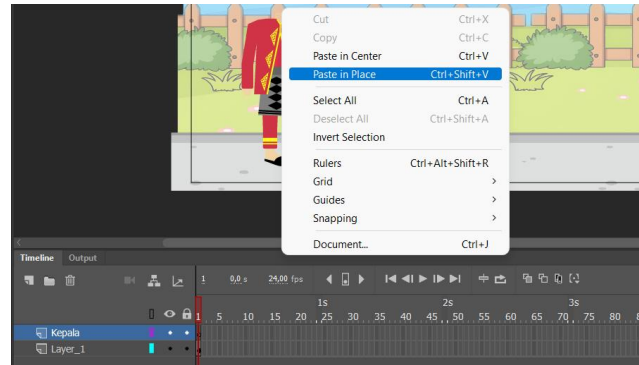 Cut Ctrl+X
Copy Ctrl+C
Paste in Center Ctrl+V
Paste in Place Ctrl+Shift+V
Select All Ctrl+A
Deselect All Ctrl+Shift+A
Invert Selection
Rulers Ctrl+Alt+Shift+R
Grid
Guides
Snapping
Document... Ctrl+J
Timeline Output
1 0,0 s 24,00 fps
1s 2s 3s
1 5 10 15 20 25 30 35 40 45 50 55 60 65 70 75 80
Kepala
Layer_1